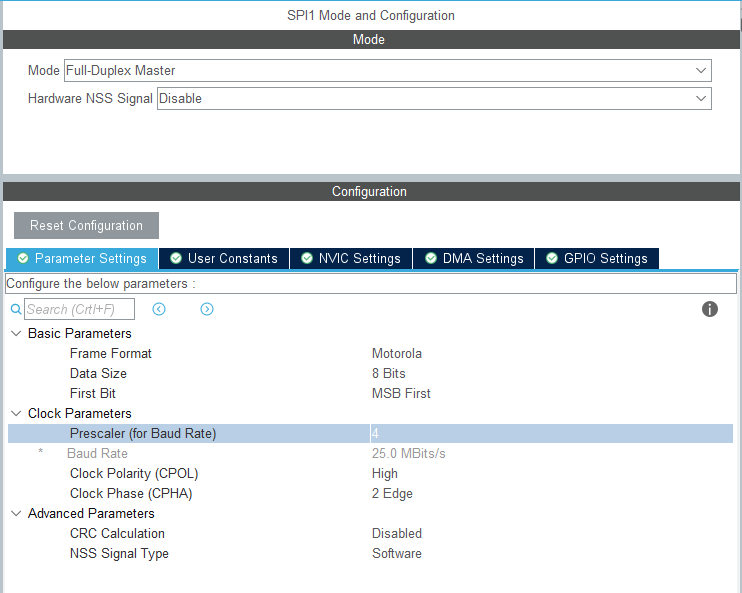 SPI1 Mode and Configuration
Mode
Mode Full-Duplex Master
Hardware NSS Signal Disable
Configuration
Reset Configuration
Parameter Settings User Constants NVIC Settings DMA Settings GPIO Settings
Configure the below parameters :
Search (CrtI+F)
Basic Parameters
Frame Format Motorola
Data Size 8 Bits
First Bit MSB First
Clock Parameters
Prescaler (for Baud Rate) 4
* Baud Rate 25.0 MBits/s
Clock Polarity (CPOL) High
Clock Phase (CPHA) 2 Edge
Advanced Parameters
CRC Calculation Disabled
NSS Signal Type Software